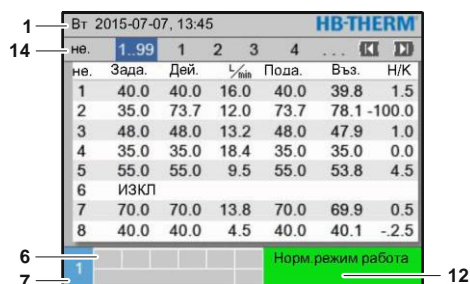 1 Вт 2015-07-07, 13:45 HB-THERM
14 не. 1..99 1 2 3 4 ...
не. Зада. Дей. L/min Пода. Въз. Н/К
1 40.0 40.0 16.0 40.0 39.8 1.5
2 35.0 73.7 12.0 73.7 78.1 -100.0
3 48.0 48.0 13.2 48.0 47.9 1.0
4 35.0 35.0 18.4 35.0 35.0 0.0
5 55.0 55.0 9.5 55.0 53.8 4.5
6 ИЗКЛ
7 70.0 70.0 13.8 70.0 69.9 0.5
8 40.0 40.0 4.5 40.0 40.1 -.2.5
6 Норм.режим работа
1
7 12